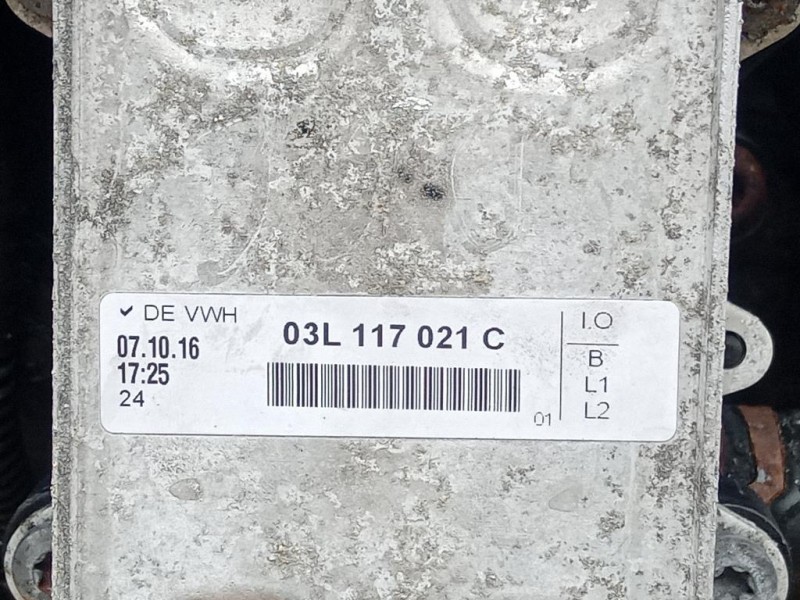 ✓ DE VWH
07.10.16
17:25
24
03L 117 021 C
01
I.O
B
L1
L2